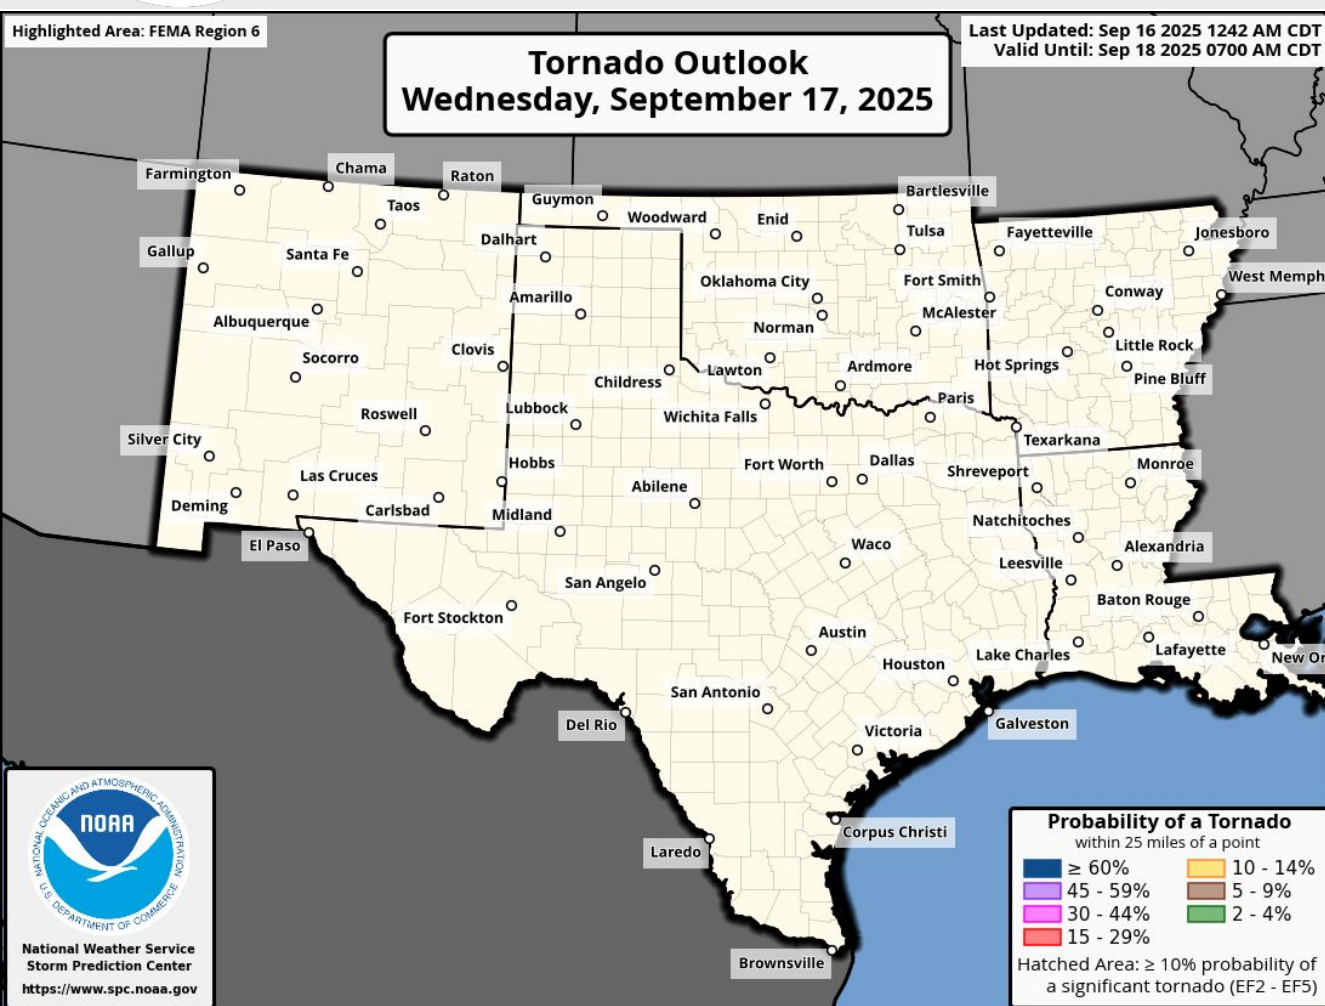 Highlighted Area: FEMA Region 6
Last Updated: Sep 16 2025 1242 AM CDT
Valid Until: Sep 18 2025 0700 AM CDT
Tornado Outlook
Wednesday, September 17, 2025
Farmington
Chama
Raton
Taos
Guymon
Woodward
Enid
Bartlesville
Tulsa
Fayetteville
Jonesboro
Gallup
Santa Fe
Dalhart
Oklahoma City
Fort Smith
Conway
West Memph
Albuquerque
Amarillo
Norman
McAlester
Little Rock
Socorro
Clovis
Childress
Lawton
Ardmore
Hot Springs
Pine Bluff
Roswell
Lubbock
Wichita Falls
Paris
Texarkana
Silver City
Las Cruces
Hobbs
Abilene
Fort Worth
Dallas
Shreveport
Monroe
Deming
Carlsbad
Midland
Natchitoches
El Paso
San Angelo
Waco
Leesville
Alexandria
Fort Stockton
Austin
Baton Rouge
Houston
Lake Charles
Lafayette
New Or
Del Rio
San Antonio
Victoria
Galveston
Laredo
Corpus Christi
Brownsville
NATIONAL OCEANIC AND ATMOSPHERIC ADMINISTRATION
NOAA
U.S. DEPARTMENT OF COMMERCE
National Weather Service
Storm Prediction Center
https://www.spc.noaa.gov
Probability of a Tornado
within 25 miles of a point
≥ 60%
10 - 14%
45 - 59%
5 - 9%
30 - 44%
2 - 4%
15 - 29%
Hatched Area: ≥ 10% probability of
a significant tornado (EF2 - EF5)